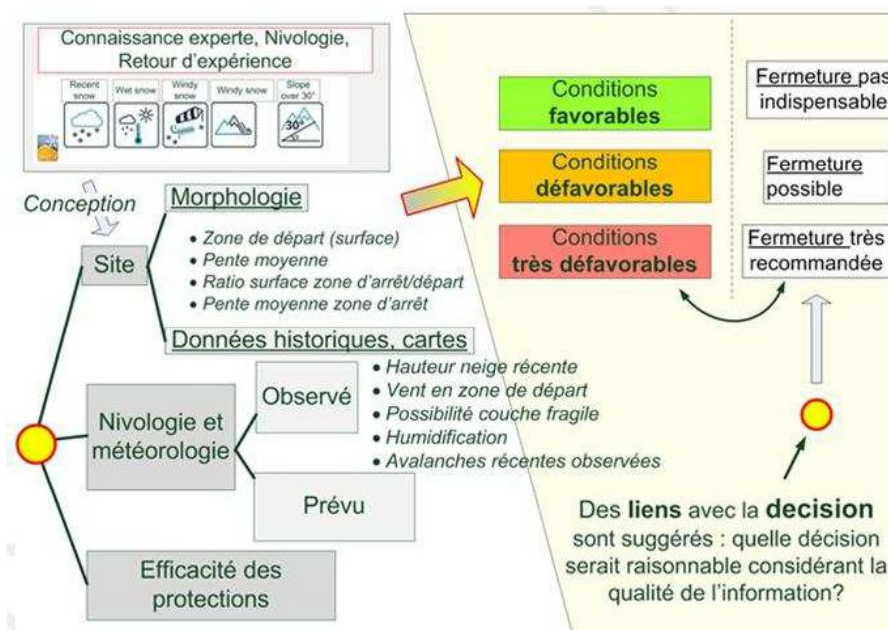 Connaissance experte, Nivologie,
Retour d'expérience
Recent
snow
Wet snow
Windy
snow
Windy snow
Slope
over 30°
30°
Conception
Site
Morphologie
• Zone de départ (surface)
• Pente moyenne
• Ratio surface zone d'arrêt/départ
• Pente moyenne zone d'arrêt
Données historiques, cartes
Nivologie et
météorologie
Observé
• Hauteur neige récente
• Vent en zone de départ
• Possibilité couche fragile
• Humidification
• Avalanches récentes observées
Prévu
Efficacité des
protections
Conditions
favorables
Fermeture pas
indispensable
Conditions
défavorables
Fermeture
possible
Conditions
très défavorables
Fermeture très
recommandée
Des liens avec la decision
sont suggérés : quelle décision
serait raisonnable considérant la
qualité de l'information?